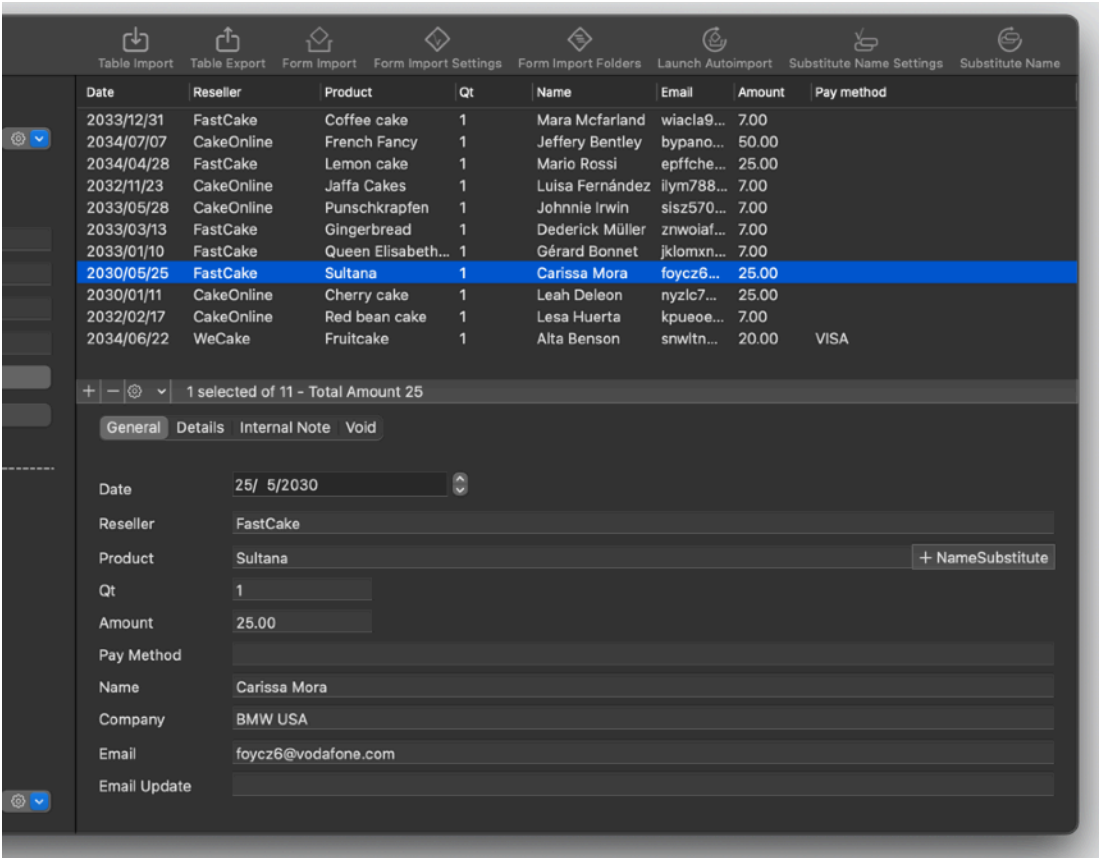 Table Import Table Export Form Import Form Import Settings Form Import Folders Launch Autoimport Substitute Name Settings Substitute Name
Date Reseller Product Qt Name Email Amount Pay method
2033/12/31 FastCake Coffee cake 1 Mara Mcfarland wiacla9... 7.00
2034/07/07 CakeOnline French Fancy 1 Jeffery Bentley bypano... 50.00
2034/04/28 FastCake Lemon cake 1 Mario Rossi epffche... 25.00
2032/11/23 CakeOnline Jaffa Cakes 1 Luisa Fernández ilym788... 7.00
2033/05/28 CakeOnline Punschkrapfen 1 Johnnie Irwin sisz570... 7.00
2033/03/13 FastCake Gingerbread 1 Dederick Müller znwoiaf... 7.00
2033/01/10 FastCake Queen Elisabeth... 1 Gérard Bonnet jklomxn... 7.00
2030/05/25 FastCake Sultana 1 Carissa Mora foycz6... 25.00
2030/01/11 CakeOnline Cherry cake 1 Leah Deleon nyzlc7... 25.00
2032/02/17 CakeOnline Red bean cake 1 Lesa Huerta kpueoe... 7.00
2034/06/22 WeCake Fruitcake 1 Alta Benson snwltn... 20.00 VISA
1 selected of 11 - Total Amount 25
General Details Internal Note Void
Date 25/ 5/2030
Reseller FastCake
Product Sultana + NameSubstitute
Qt 1
Amount 25.00
Pay Method
Name Carissa Mora
Company BMW USA
Email foycz6@vodafone.com
Email Update